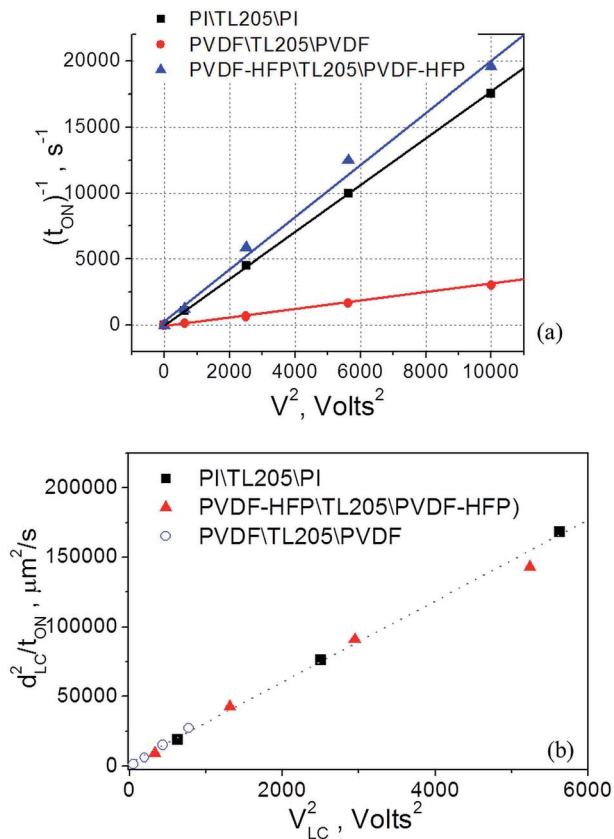 PI\TL205\PI
PVDF\TL205\PVDF
PVDF-HFP\TL205\PVDF-HFP
20000
15000
10000
5000
0
(t_ON)^-1 , s^-1
0 2000 4000 6000 8000 10000
V^2, Volts^2
(a)
PI\TL205\PI
PVDF-HFP\TL205\PVDF-HFP)
PVDF\TL205\PVDF
200000
150000
100000
50000
0
d^2_LC/t_ON , μm^2/s
0 2000 4000 6000
V^2_LC, Volts^2
(b)